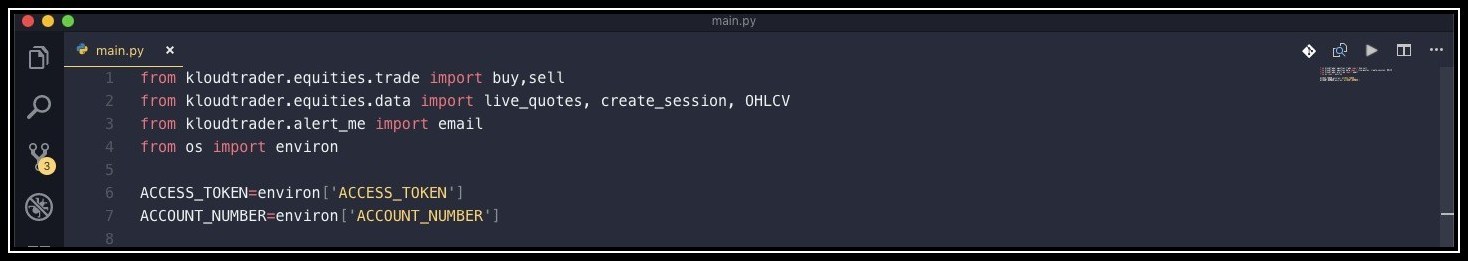 main.py
main.py ×
1 from kloudtrader.equities.trade import buy,sell
2 from kloudtrader.equities.data import live_quotes, create_session, OHLCV
3 from kloudtrader.alert_me import email
4 from os import environ
5
6 ACCESS_TOKEN=environ['ACCESS_TOKEN']
7 ACCOUNT_NUMBER=environ['ACCOUNT_NUMBER']
8
3